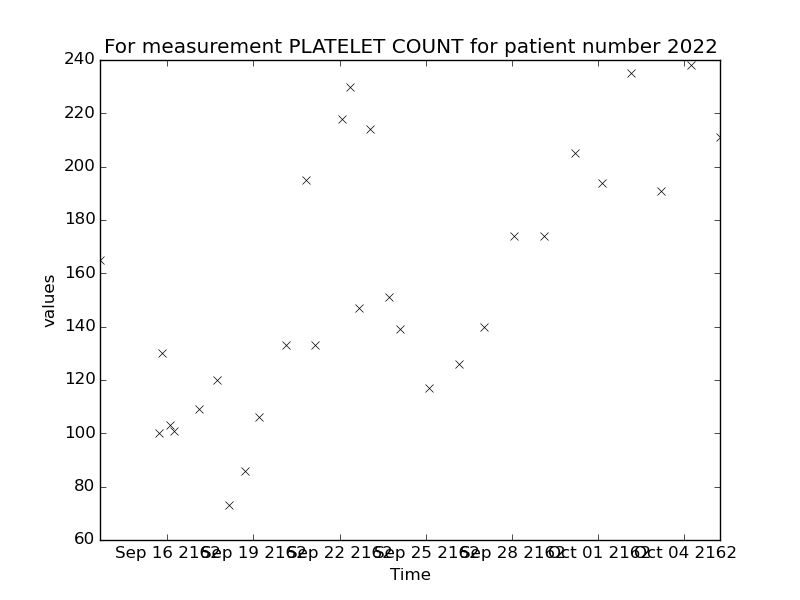 For measurement PLATELET COUNT for patient number 2022
240
220
200
180
160
140
120
100
80
60
values
Sep 16 2162 Sep 19 2162 Sep 22 2162 Sep 25 2162 Sep 28 2162 Oct 01 2162 Oct 04 2162
Time